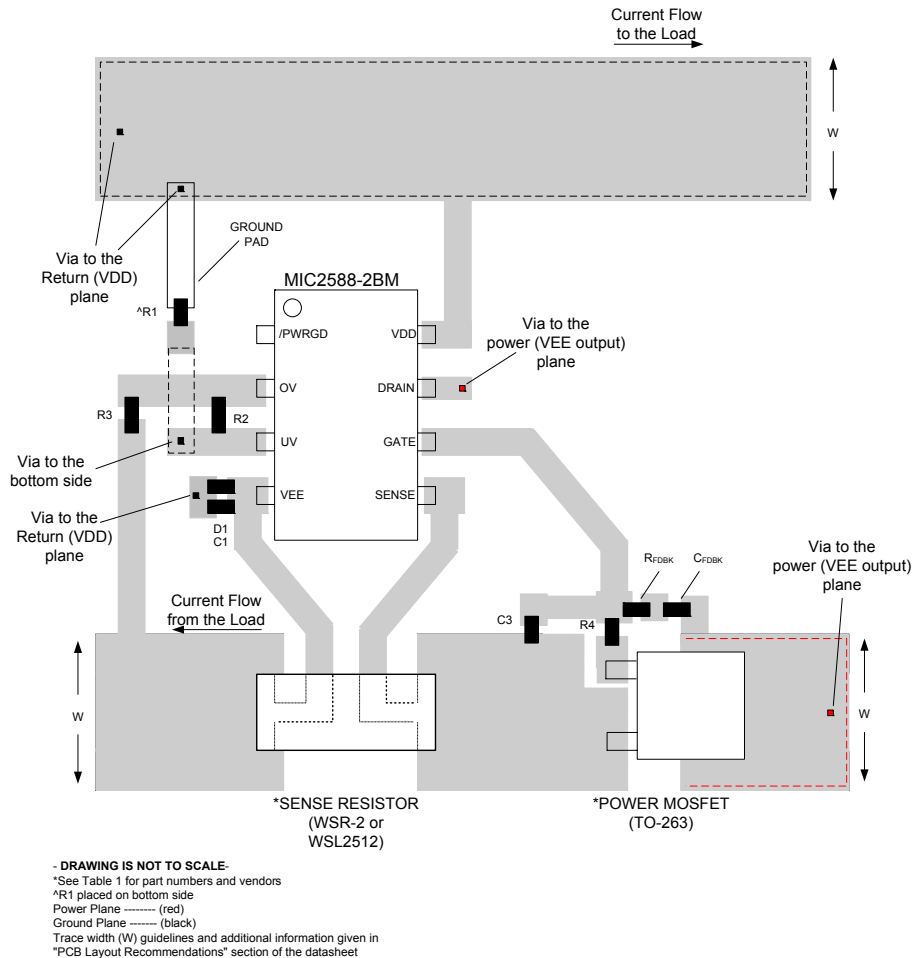 Current Flow
to the Load
W
GROUND
PAD
Via to the
Return (VDD)
plane
MIC2588-2BM
^R1
/PWRGD
VDD
Via to the
power (VEE output)
plane
OV
DRAIN
R3
R2
UV
GATE
Via to the
bottom side
VEE
SENSE
Via to the
Return (VDD)
plane
D1
C1
Via to the
power (VEE output)
plane
RFDBK
CFDBK
Current Flow
from the Load
C3
R4
W
W
*SENSE RESISTOR
(WSR-2 or
WSL2512)
*POWER MOSFET
(TO-263)
- DRAWING IS NOT TO SCALE-
*See Table 1 for part numbers and vendors
^R1 placed on bottom side
Power Plane -------- (red)
Ground Plane ------- (black)
Trace width (W) guidelines and additional information given in
"PCB Layout Recommendations" section of the datasheet